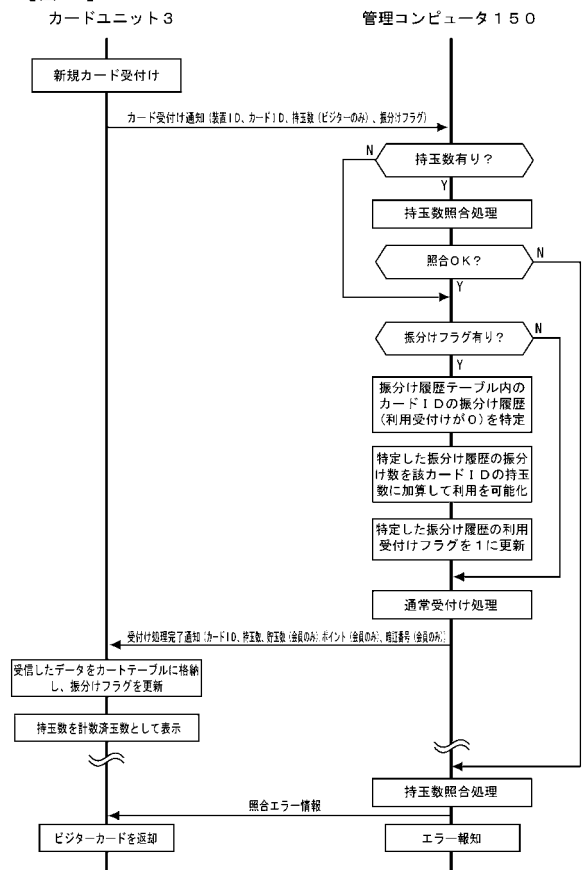 カードユニット３
管理コンピュータ１５０
新規カード受付け
カード受付け通知（装置ＩＤ、カードＩＤ、持玉数（ビジターのみ）、振分けフラグ）
持玉数有り？
N
Y
持玉数照合処理
照合ＯＫ？
N
Y
振分けフラグ有り？
N
Y
振分け履歴テーブル内の
カードＩＤの振分け履歴
（利用受付けが０）を特定
特定した振分け履歴の振分
け数を該カードＩＤの持玉
数に加算して利用を可能化
特定した振分け履歴の利用
受付けフラグを１に更新
通常受付け処理
受付け処理完了通知（カードＩＤ、持玉数、貯玉数（会員のみ）、ポイント（会員のみ）、暗証番号（会員のみ））
受信したデータをカートテーブルに格納
し、振分けフラグを更新
持玉数を計数済玉数として表示
持玉数照合処理
照合エラー情報
ビジターカードを返却
エラー報知